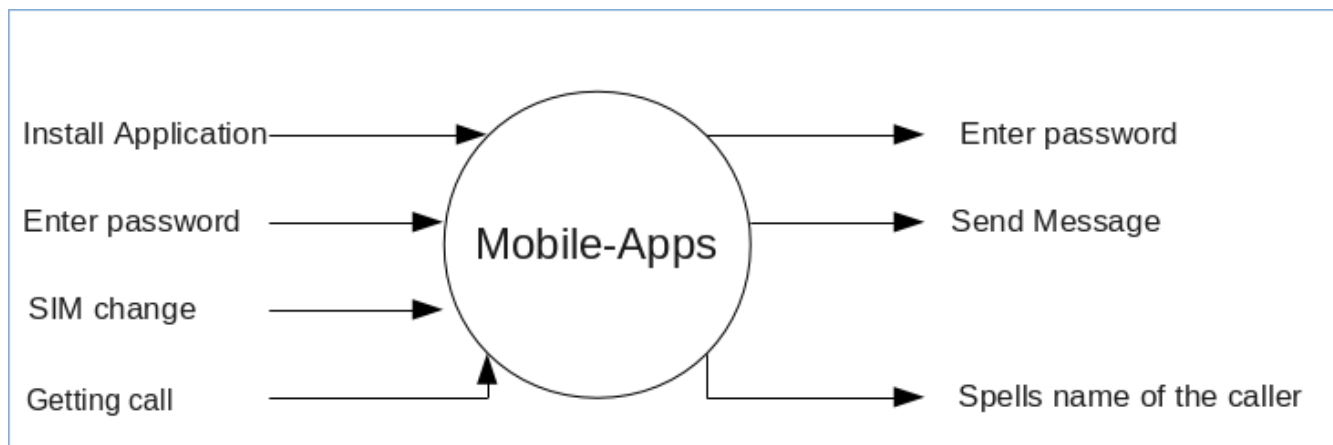 Install Application
Enter password
SIM change
Getting call
Mobile-Apps
Enter password
Send Message
Spells name of the caller